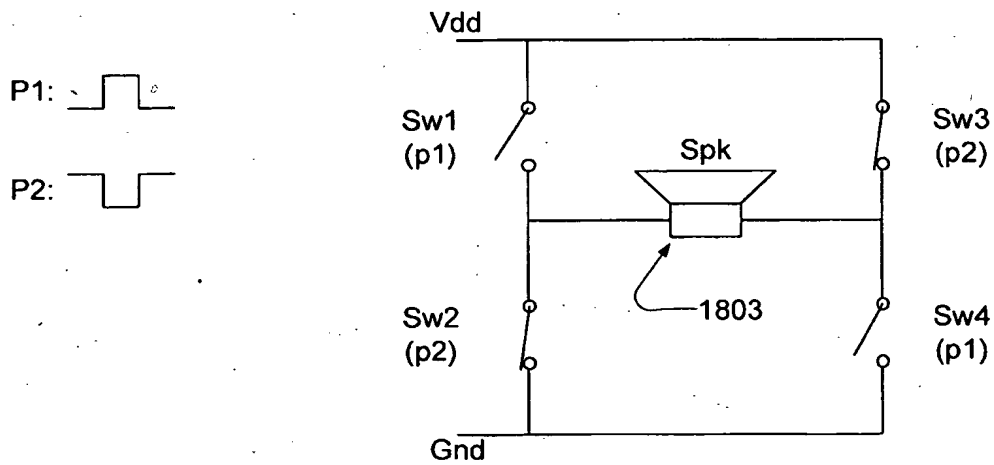 Vdd
P1:
Sw1
(p1)
Sw3
(p2)
Spk
P2:
1803
Sw2
(p2)
Sw4
(p1)
Gnd